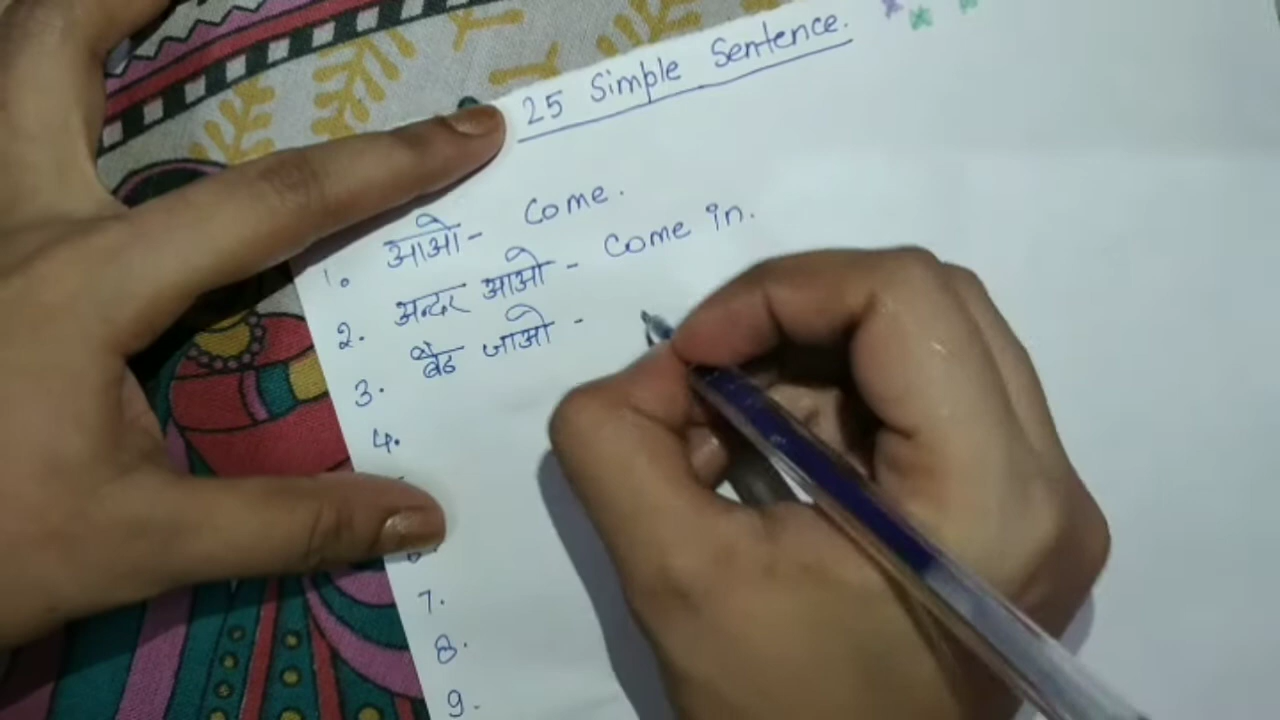 25 Simple Sentence.
1. आओ - Come.
2. अन्दर आओ - Come in.
3. बैठ जाओ -
4.
7.
8.
9.